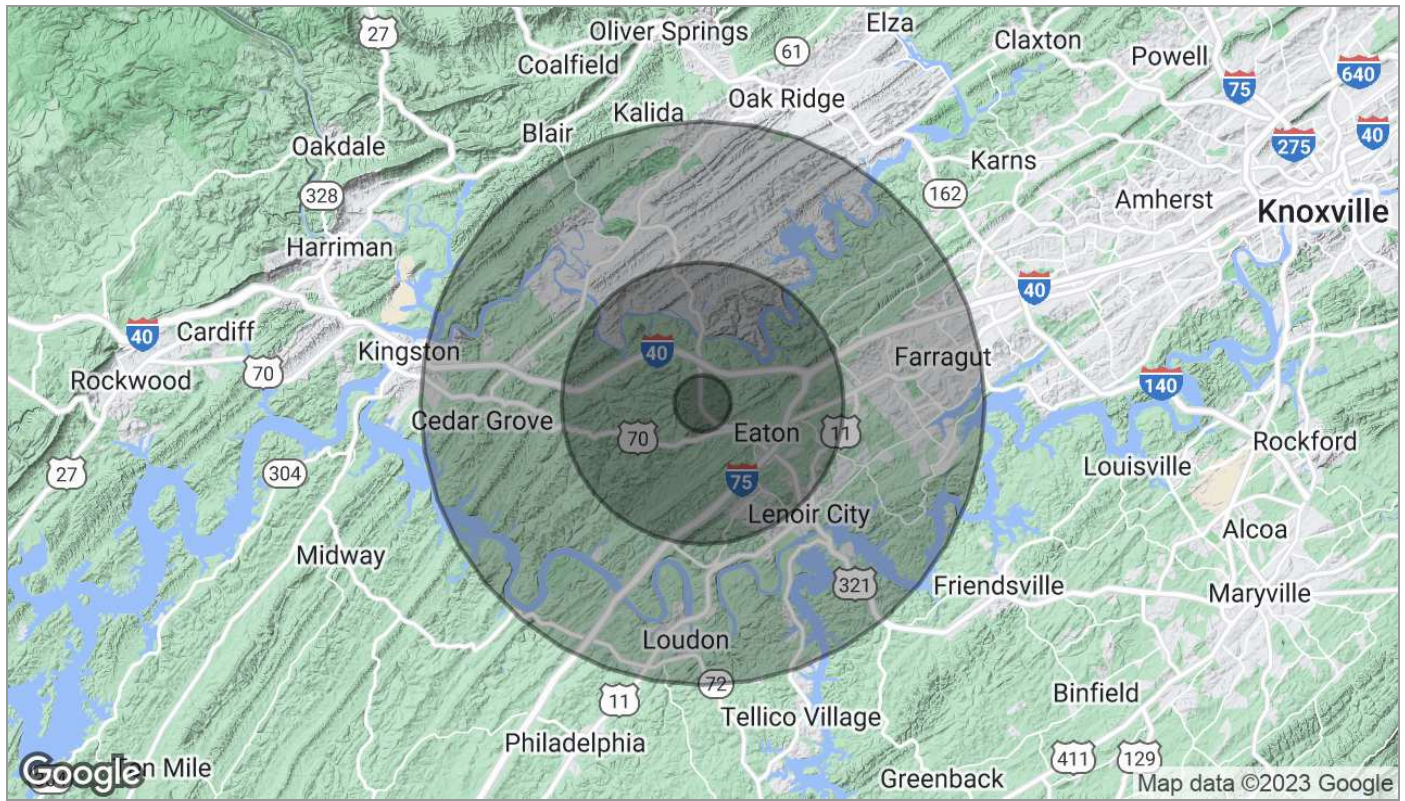 27
Oliver Springs
Elza
Claxton
61
Coalfield
Powell
640
75
Oak Ridge
Kalida
Blair
40
275
Oakdale
Karns
328
162
Amherst
Knoxville
Harriman
40
40
Cardiff
Kingston
40
Farragut
70
Rockwood
140
Cedar Grove
70
Eaton
11
Rockford
27
304
75
Louisville
Lenoir City
Alcoa
Midway
321
Friendsville
Maryville
Loudon
72
11
Binfield
Tellico Village
Philadelphia
411
129
Google
Ten Mile
Greenback
Map data ©2023 Google